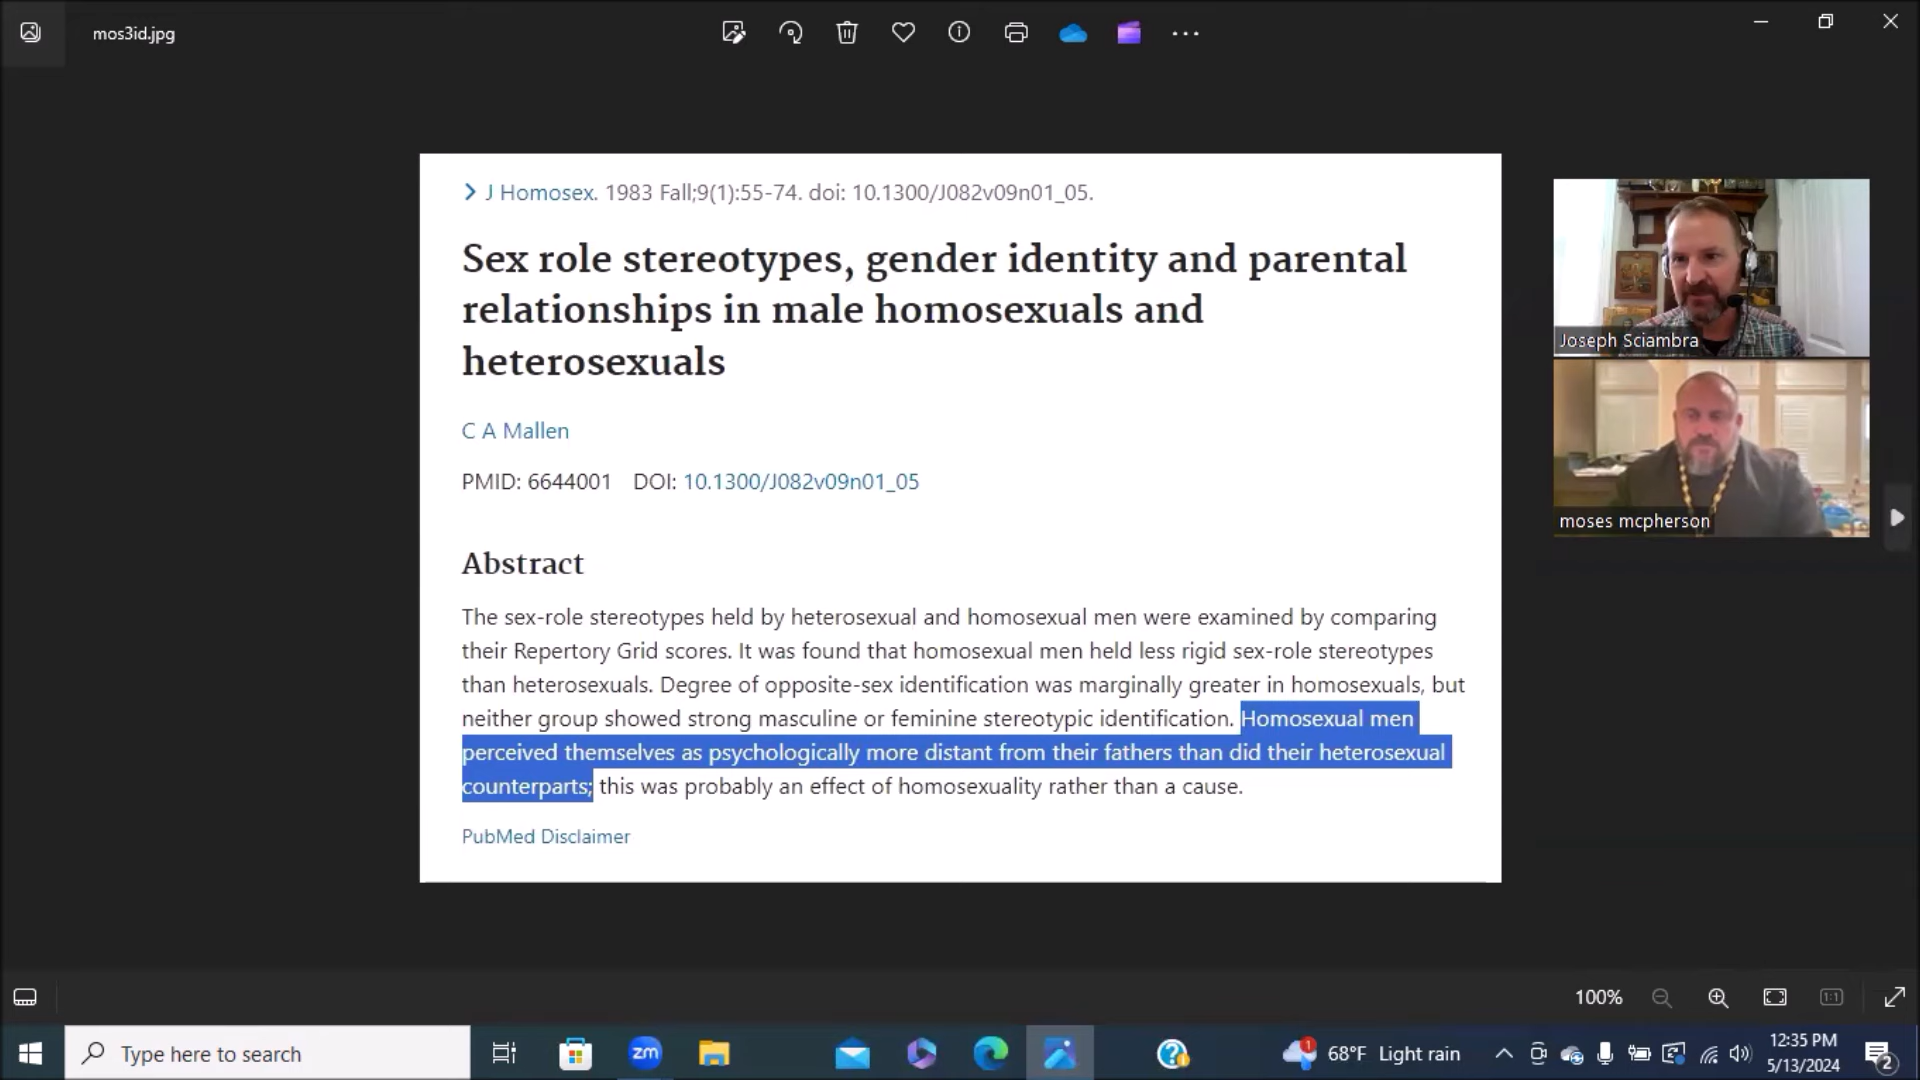 mos3id.jpg
J Homosex. 1983 Fall;9(1):55-74. doi: 10.1300/J082v09n01_05.
Sex role stereotypes, gender identity and parental
relationships in male homosexuals and
heterosexuals
C A Mallen
PMID: 6644001 DOI: 10.1300/J082v09n01_05
Abstract
The sex-role stereotypes held by heterosexual and homosexual men were examined by comparing
their Repertory Grid scores. It was found that homosexual men held less rigid sex-role stereotypes
than heterosexuals. Degree of opposite-sex identification was marginally greater in homosexuals, but
neither group showed strong masculine or feminine stereotypic identification. Homosexual men
perceived themselves as psychologically more distant from their fathers than did their heterosexual
counterparts; this was probably an effect of homosexuality rather than a cause.
PubMed Disclaimer
Joseph Sciambra
moses mcpherson
100%
1:1
Type here to search
zm
1
68°F Light rain
12:35 PM
5/13/2024
2